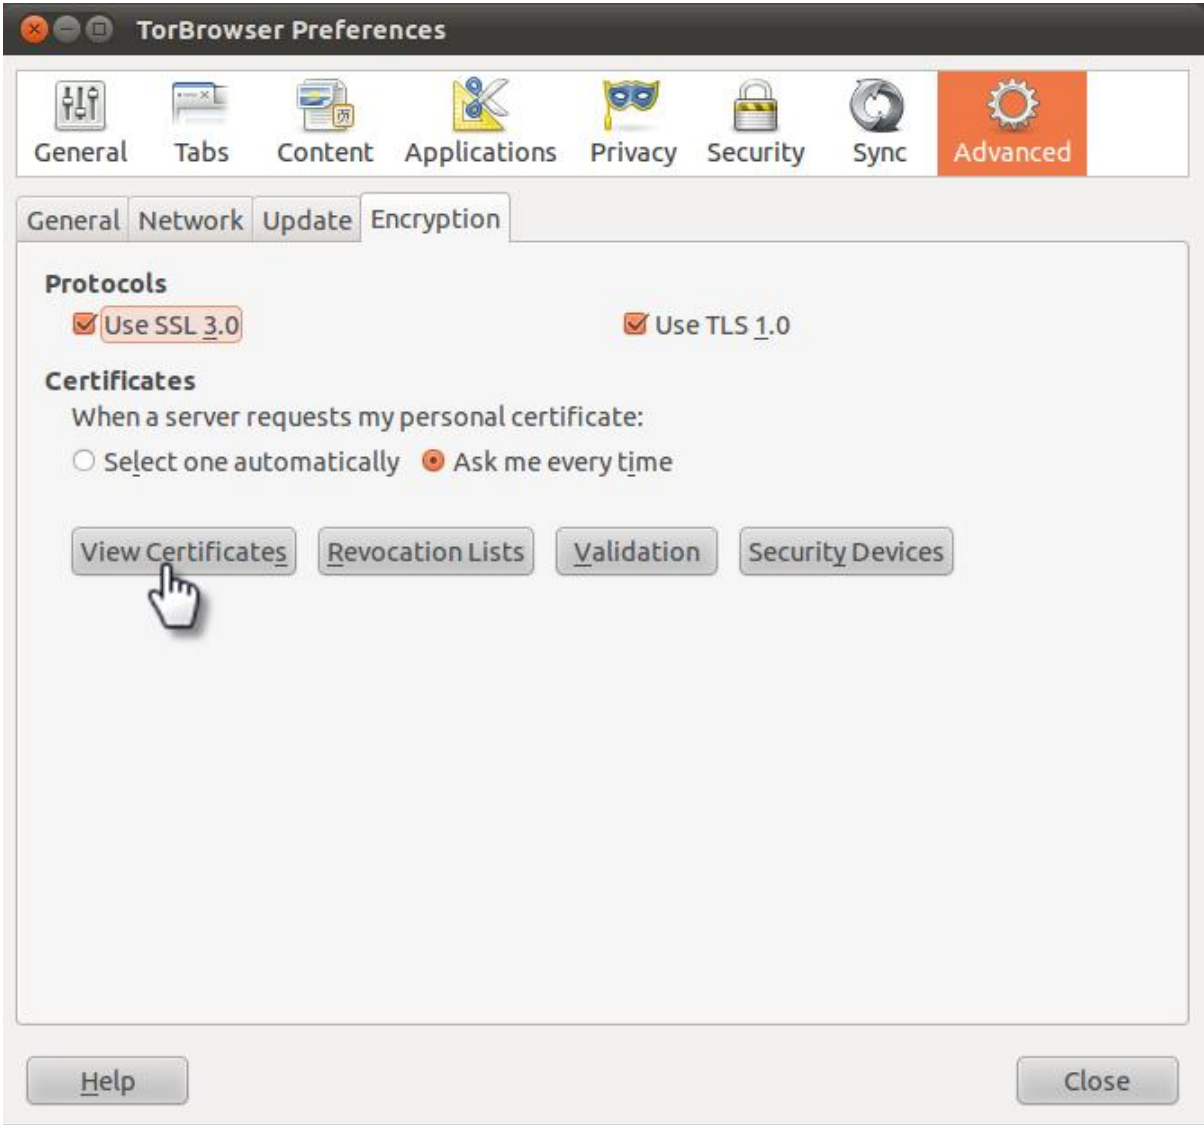 TorBrowser Preferences
General Tabs Content Applications Privacy Security Sync Advanced
General Network Update Encryption
Protocols
Use SSL 3.0 Use TLS 1.0
Certificates
When a server requests my personal certificate:
Select one automatically Ask me every time
View Certificates Revocation Lists Validation Security Devices
Help Close